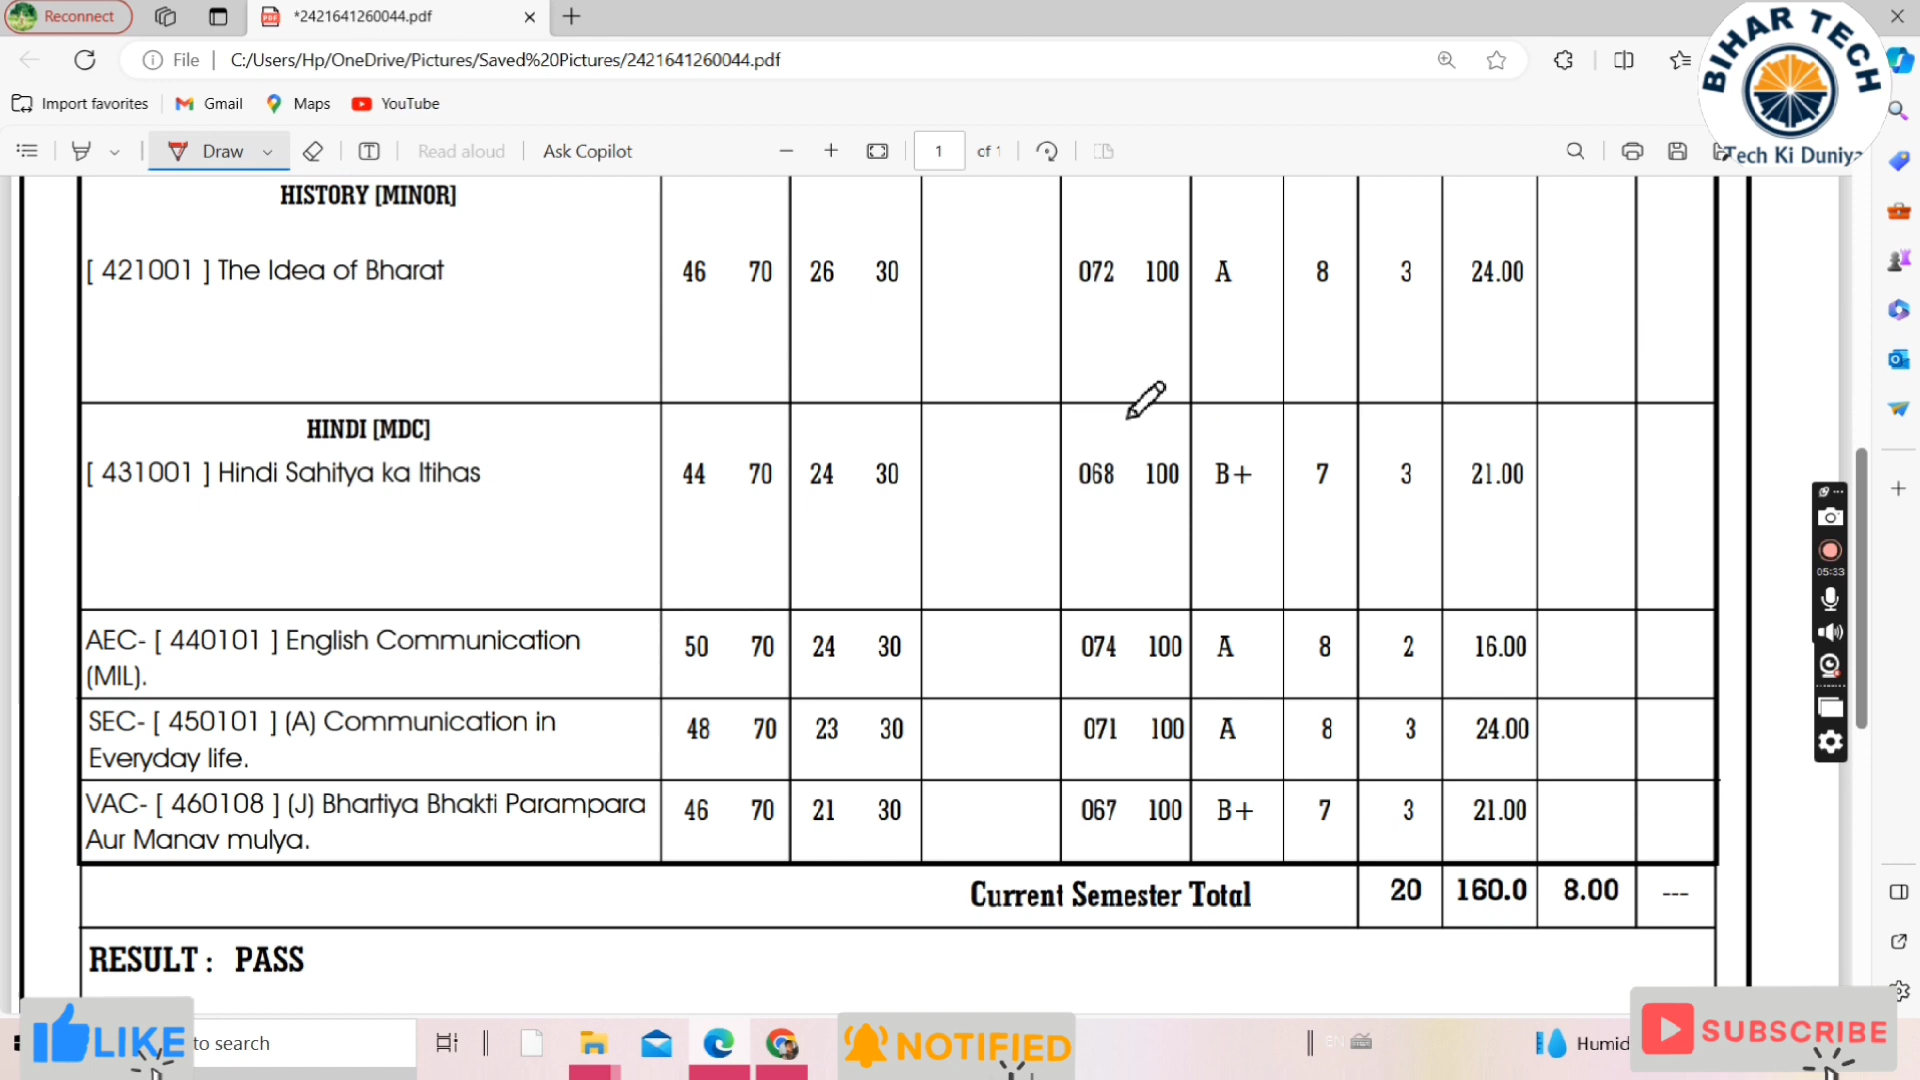 Reconnect
*2421641260044.pdf
File
C:/Users/Hp/OneDrive/Pictures/Saved%20Pictures/2421641260044.pdf
Import favorites
Gmail
Maps
YouTube
Draw
Read aloud
Ask Copilot
1 of 1
BIHAR TECH
Tech Ki Duniya
HISTORY [MINOR]
[ 421001 ] The Idea of Bharat 46 70 26 30 072 100 A 8 3 24.00
HINDI [MDC]
[ 431001 ] Hindi Sahitya ka Itihas 44 70 24 30 068 100 B+ 7 3 21.00
AEC- [ 440101 ] English Communication 50 70 24 30 074 100 A 8 2 16.00
(MIL).
SEC- [ 450101 ] (A) Communication in 48 70 23 30 071 100 A 8 3 24.00
Everyday life.
VAC- [ 460108 ] (J) Bhartiya Bhakti Parampara 46 70 21 30 067 100 B+ 7 3 21.00
Aur Manav mulya.
Current Semester Total 20 160.0 8.00 ---
RESULT : PASS
05:33
LIKE
to search
NOTIFIED
EN
Humid
SUBSCRIBE